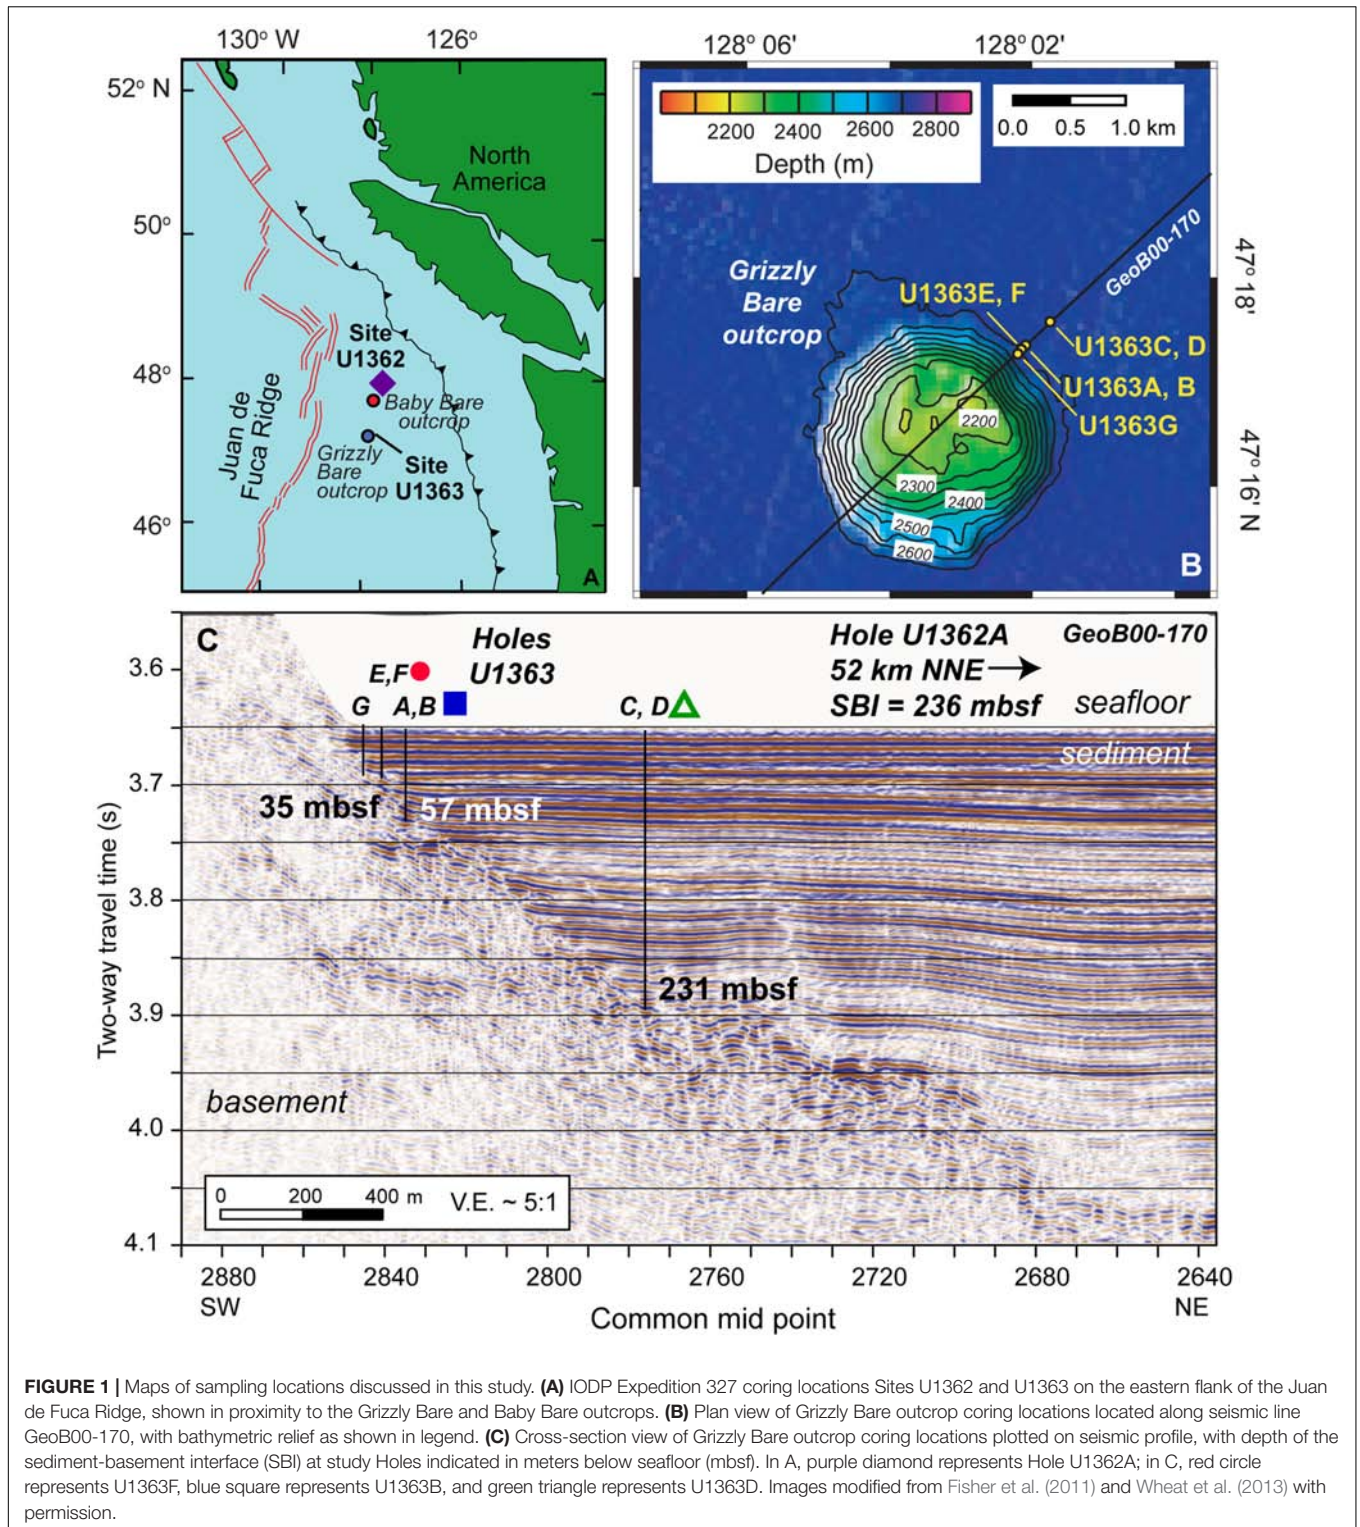 130° W 126°
52° N
50°
48°
46°
North
America
Site
U1362
Baby Bare
outcrop
Juan de
Fuca Ridge
Grizzly
Bare
outcrop
Site
U1363
A
128° 06' 128° 02'
2200 2400 2600 2800
Depth (m)
0.0 0.5 1.0 km
GeoB00-170
47° 18'
47° 16' N
Grizzly
Bare
outcrop
U1363E, F
U1363C, D
U1363A, B
U1363G
2200
2300
2400
2500
2600
B
C
Holes
U1363
E,F
G A,B
C, D
Hole U1362A
52 km NNE
SBI = 236 mbsf
GeoB00-170
seafloor
sediment
35 mbsf
57 mbsf
231 mbsf
basement
Two-way travel time (s)
3.6
3.7
3.8
3.9
4.0
4.1
0 200 400 m
V.E. ~ 5:1
2880 2840 2800 2760 2720 2680 2640
SW NE
Common mid point
FIGURE 1 | Maps of sampling locations discussed in this study. (A) IODP Expedition 327 coring locations Sites U1362 and U1363 on the eastern flank of the Juan
de Fuca Ridge, shown in proximity to the Grizzly Bare and Baby Bare outcrops. (B) Plan view of Grizzly Bare outcrop coring locations located along seismic line
GeoB00-170, with bathymetric relief as shown in legend. (C) Cross-section view of Grizzly Bare outcrop coring locations plotted on seismic profile, with depth of the
sediment-basement interface (SBI) at study Holes indicated in meters below seafloor (mbsf). In A, purple diamond represents Hole U1362A; in C, red circle
represents U1363F, blue square represents U1363B, and green triangle represents U1363D. Images modified from Fisher et al. (2011) and Wheat et al. (2013) with
permission.